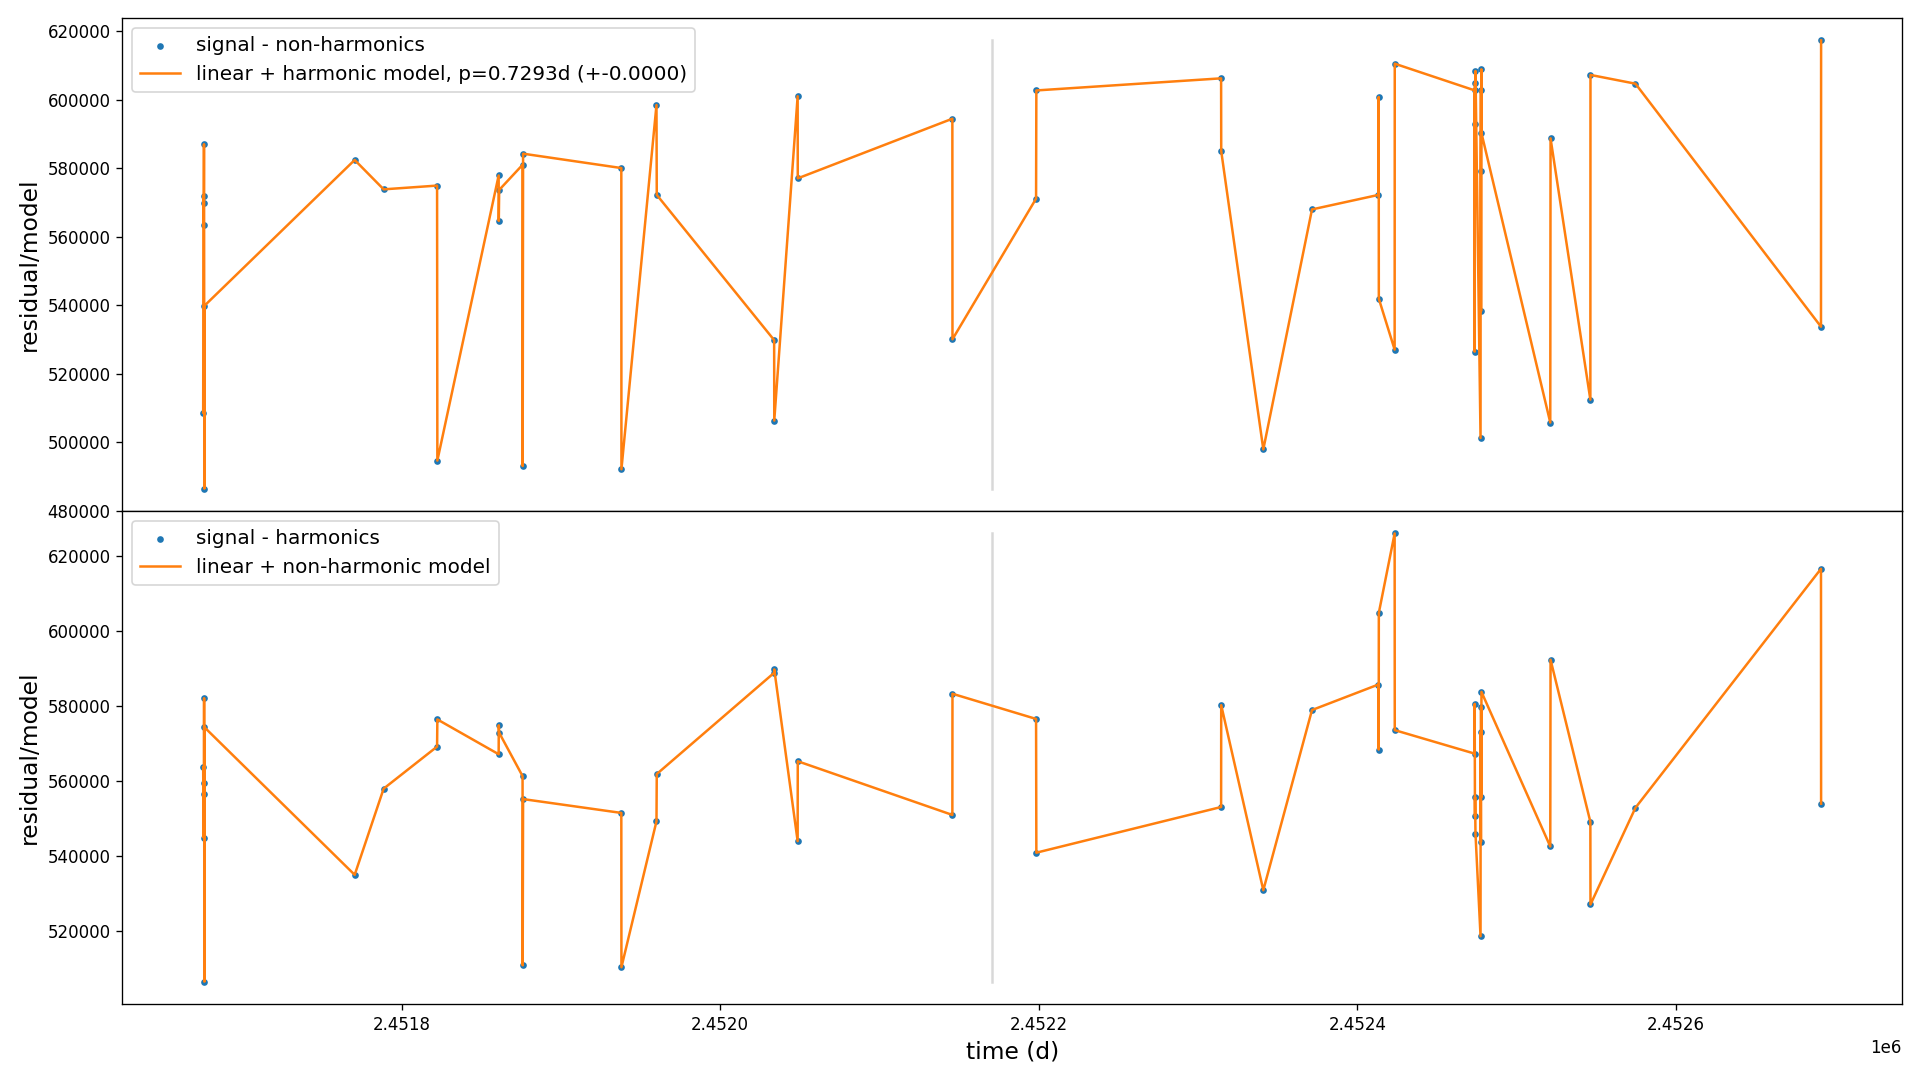 620000
600000
580000
560000
540000
520000
500000
480000
residual/model
signal - non-harmonics
linear + harmonic model, p=0.7293d (+-0.0000)
620000
600000
580000
560000
540000
520000
residual/model
signal - harmonics
linear + non-harmonic model
2.4518 2.4520 2.4522 2.4524 2.4526
time (d)
1e6